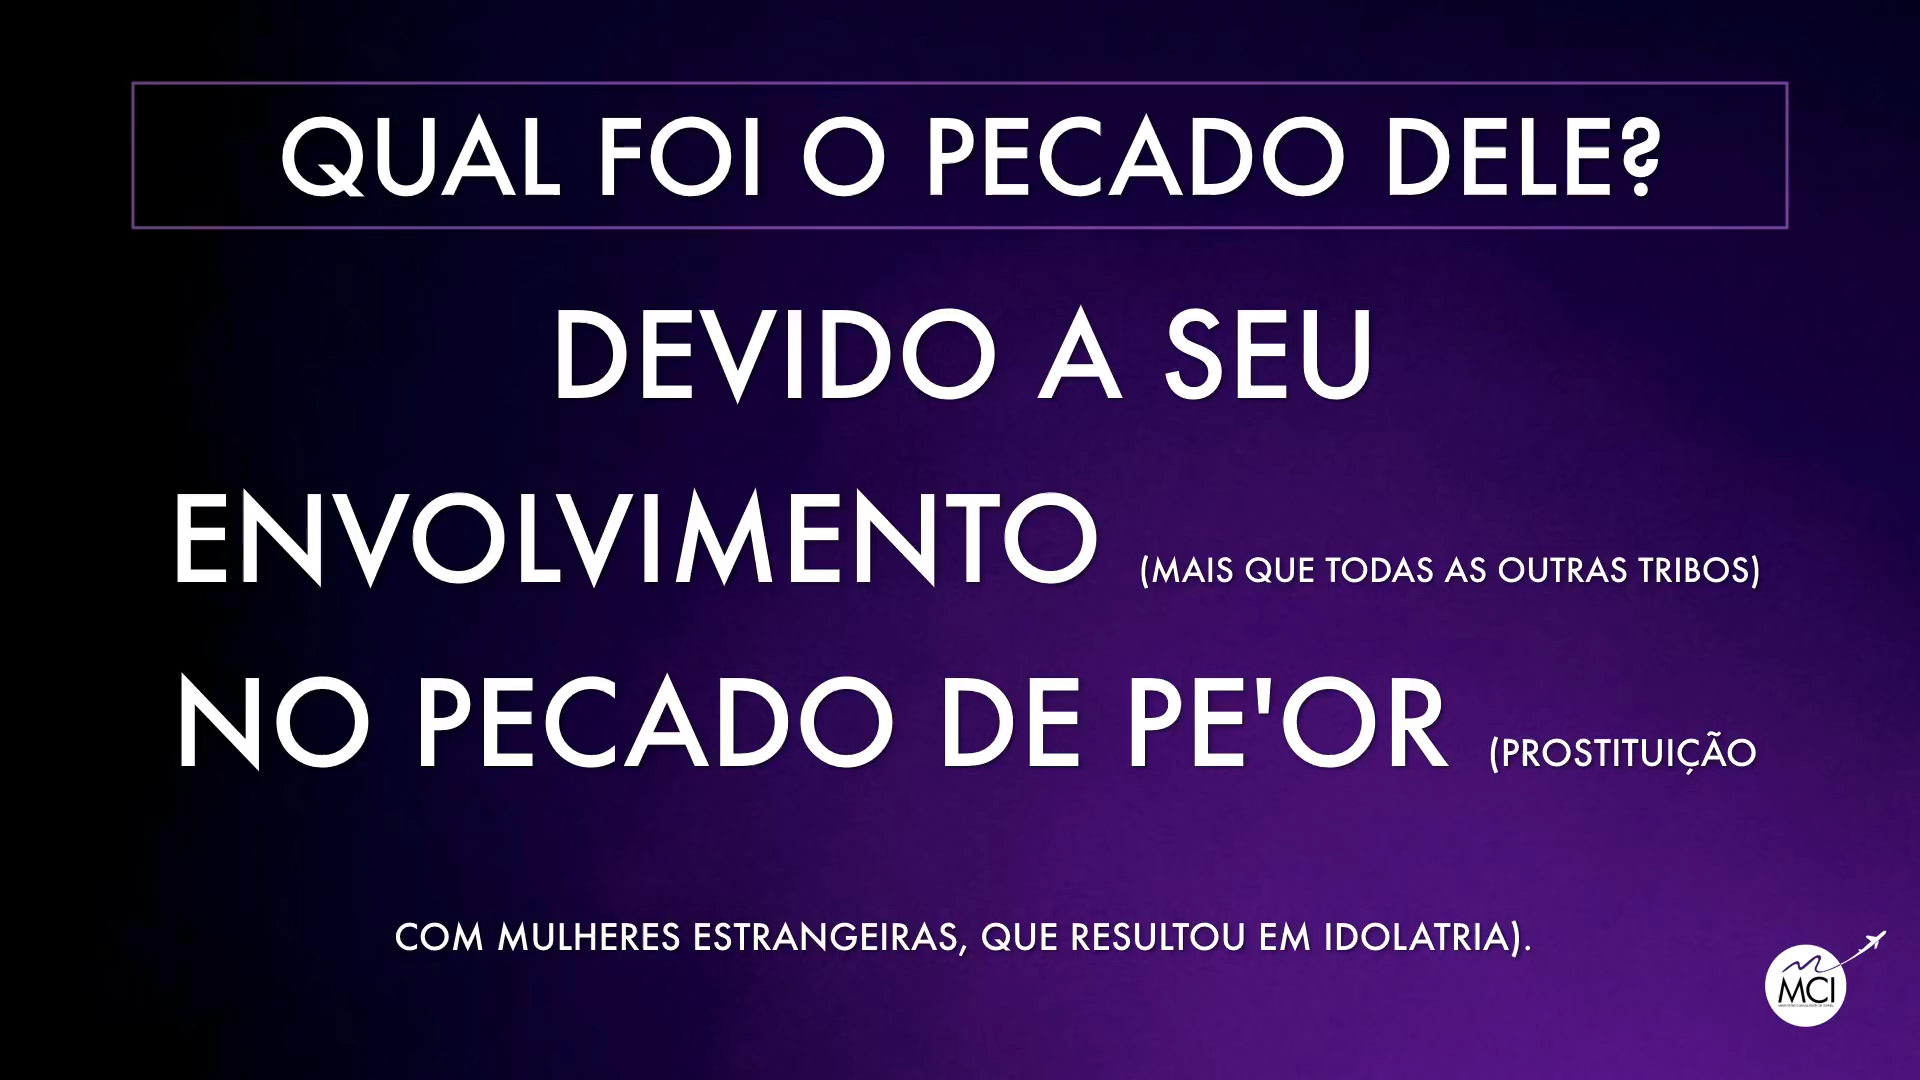 QUAL FOI O PECADO DELE?
DEVIDO A SEU
ENVOLVIMENTO (MAIS QUE TODAS AS OUTRAS TRIBOS)
NO PECADO DE PE'OR (PROSTITUIÇÃO
COM MULHERES ESTRANGEIRAS, QUE RESULTOU EM IDOLATRIA).
MCI